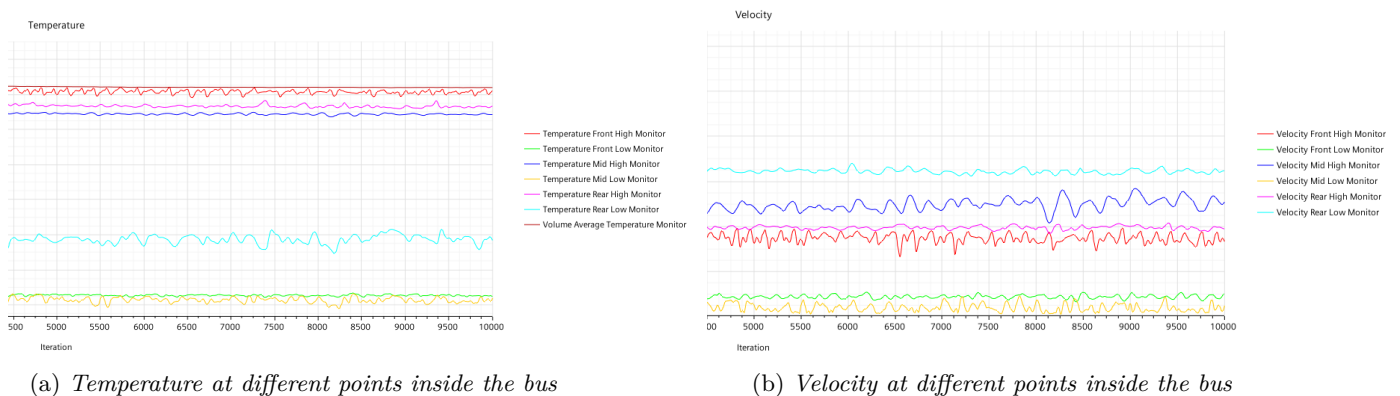 Temperature
Temperature Front High Monitor
Temperature Front Low Monitor
Temperature Mid High Monitor
Temperature Mid Low Monitor
Temperature Rear High Monitor
Temperature Rear Low Monitor
Volume Average Temperature Monitor
500 5000 5500 6000 6500 7000 7500 8000 8500 9000 9500 10000
Iteration
(a) Temperature at different points inside the bus
Velocity
Velocity Front High Monitor
Velocity Front Low Monitor
Velocity Mid High Monitor
Velocity Mid Low Monitor
Velocity Rear High Monitor
Velocity Rear Low Monitor
00 5000 5500 6000 6500 7000 7500 8000 8500 9000 9500 10000
Iteration
(b) Velocity at different points inside the bus